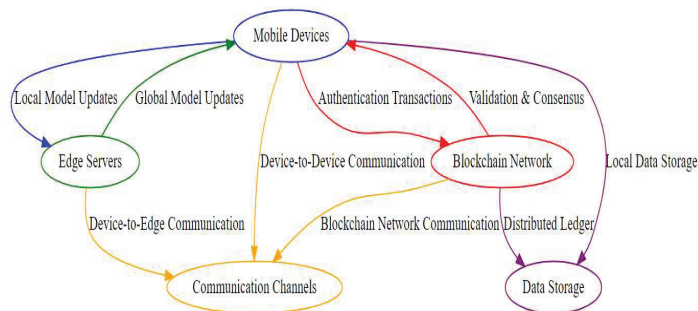 Mobile Devices
Local Model Updates
Global Model Updates
Authentication Transactions
Validation & Consensus
Edge Servers
Device-to-Device Communication
Blockchain Network
Local Data Storage
Device-to-Edge Communication
Blockchain Network Communication
Distributed Ledger
Communication Channels
Data Storage